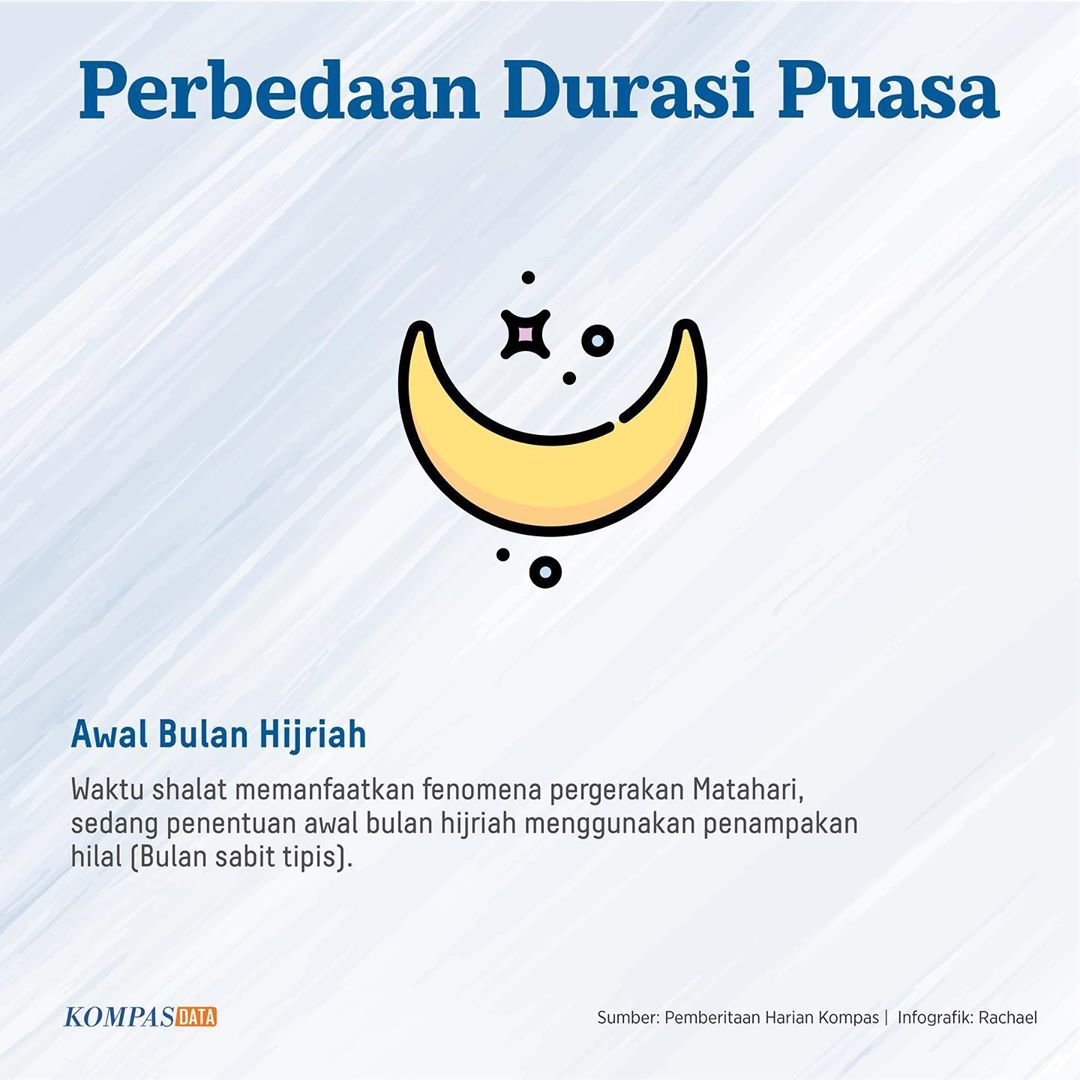 Perbedaan Durasi Puasa
Awal Bulan Hijriah
Waktu shalat memanfaatkan fenomena pergerakan Matahari,
sedang penentuan awal bulan hijriah menggunakan penampakan
hilal (Bulan sabit tipis).
KOMPAS DATA
Sumber: Pemberitaan Harian Kompas | Infografik: Rachael